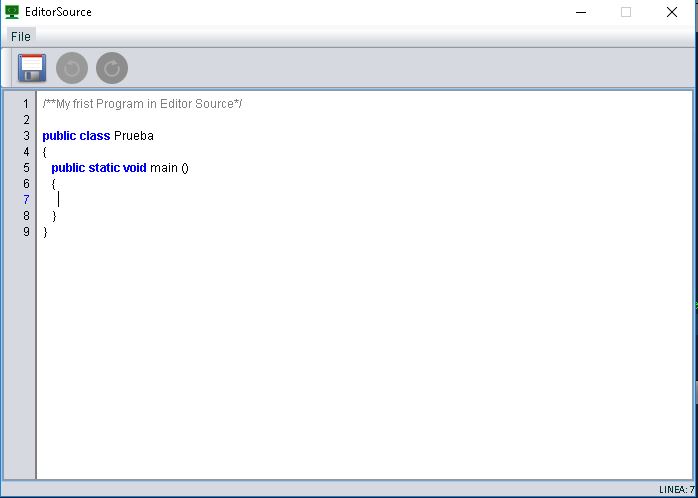 EditorSource
File
1 /**My frist Program in Editor Source*/
2
3 public class Prueba
4 {
5 public static void main ()
6 {
7
8 }
9 }
LINEA: 7